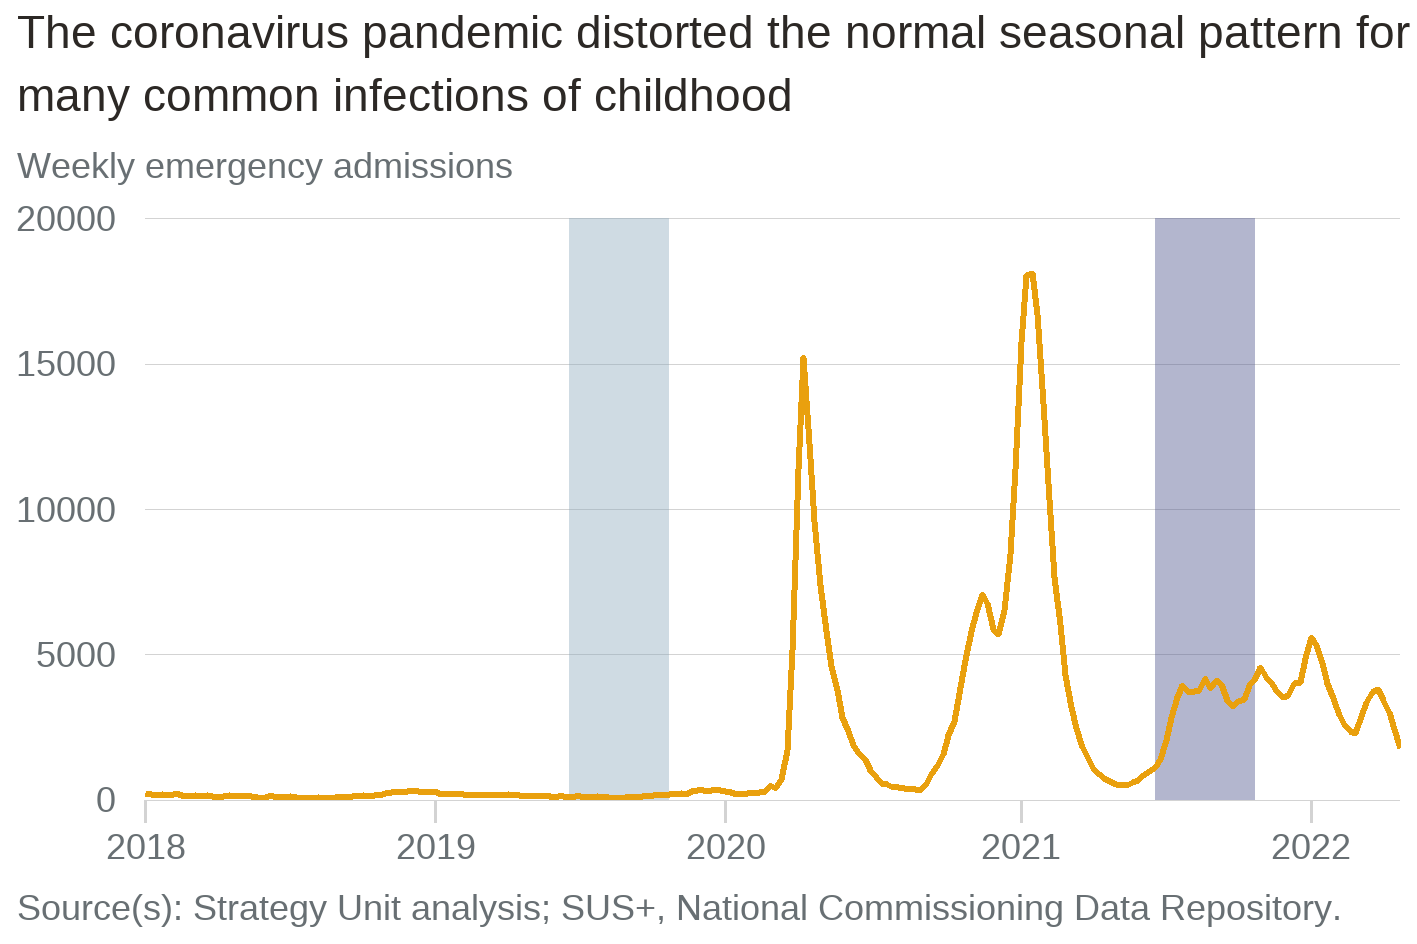 The coronavirus pandemic distorted the normal seasonal pattern for
many common infections of childhood
Weekly emergency admissions
20000
15000
10000
5000
0
2018 2019 2020 2021 2022
Source(s): Strategy Unit analysis; SUS+, National Commissioning Data Repository.